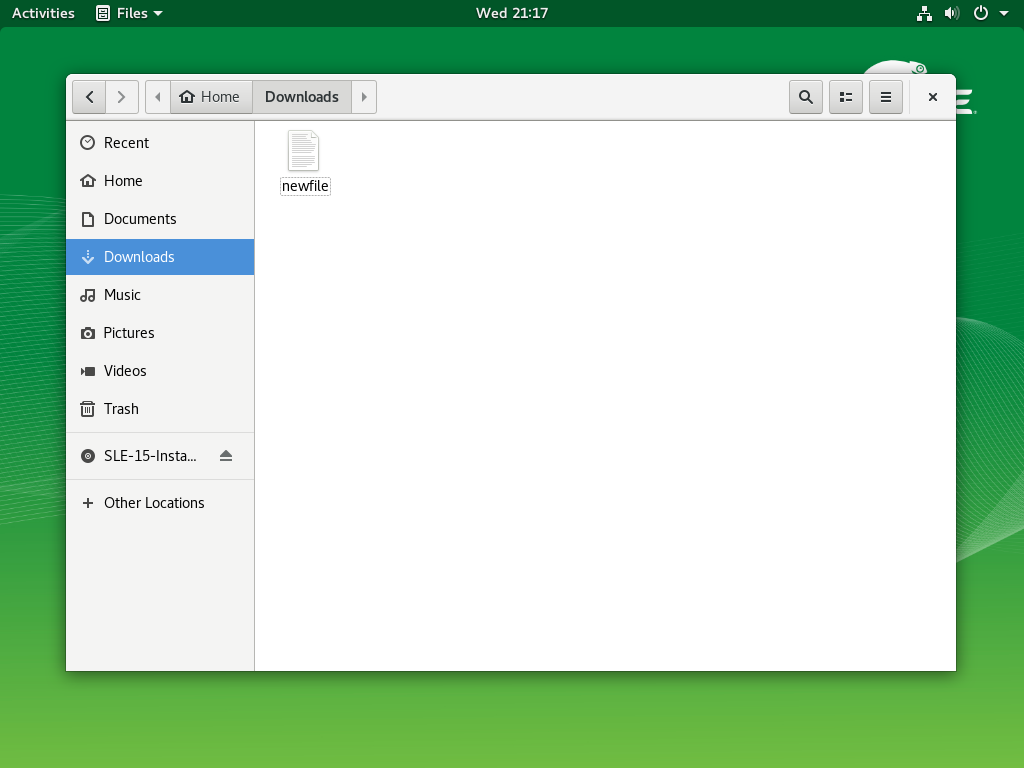 Activities Files Wed 21:17
Home Downloads
Recent
Home
Documents
Downloads
Music
Pictures
Videos
Trash
SLE-15-Insta...
Other Locations
newfile